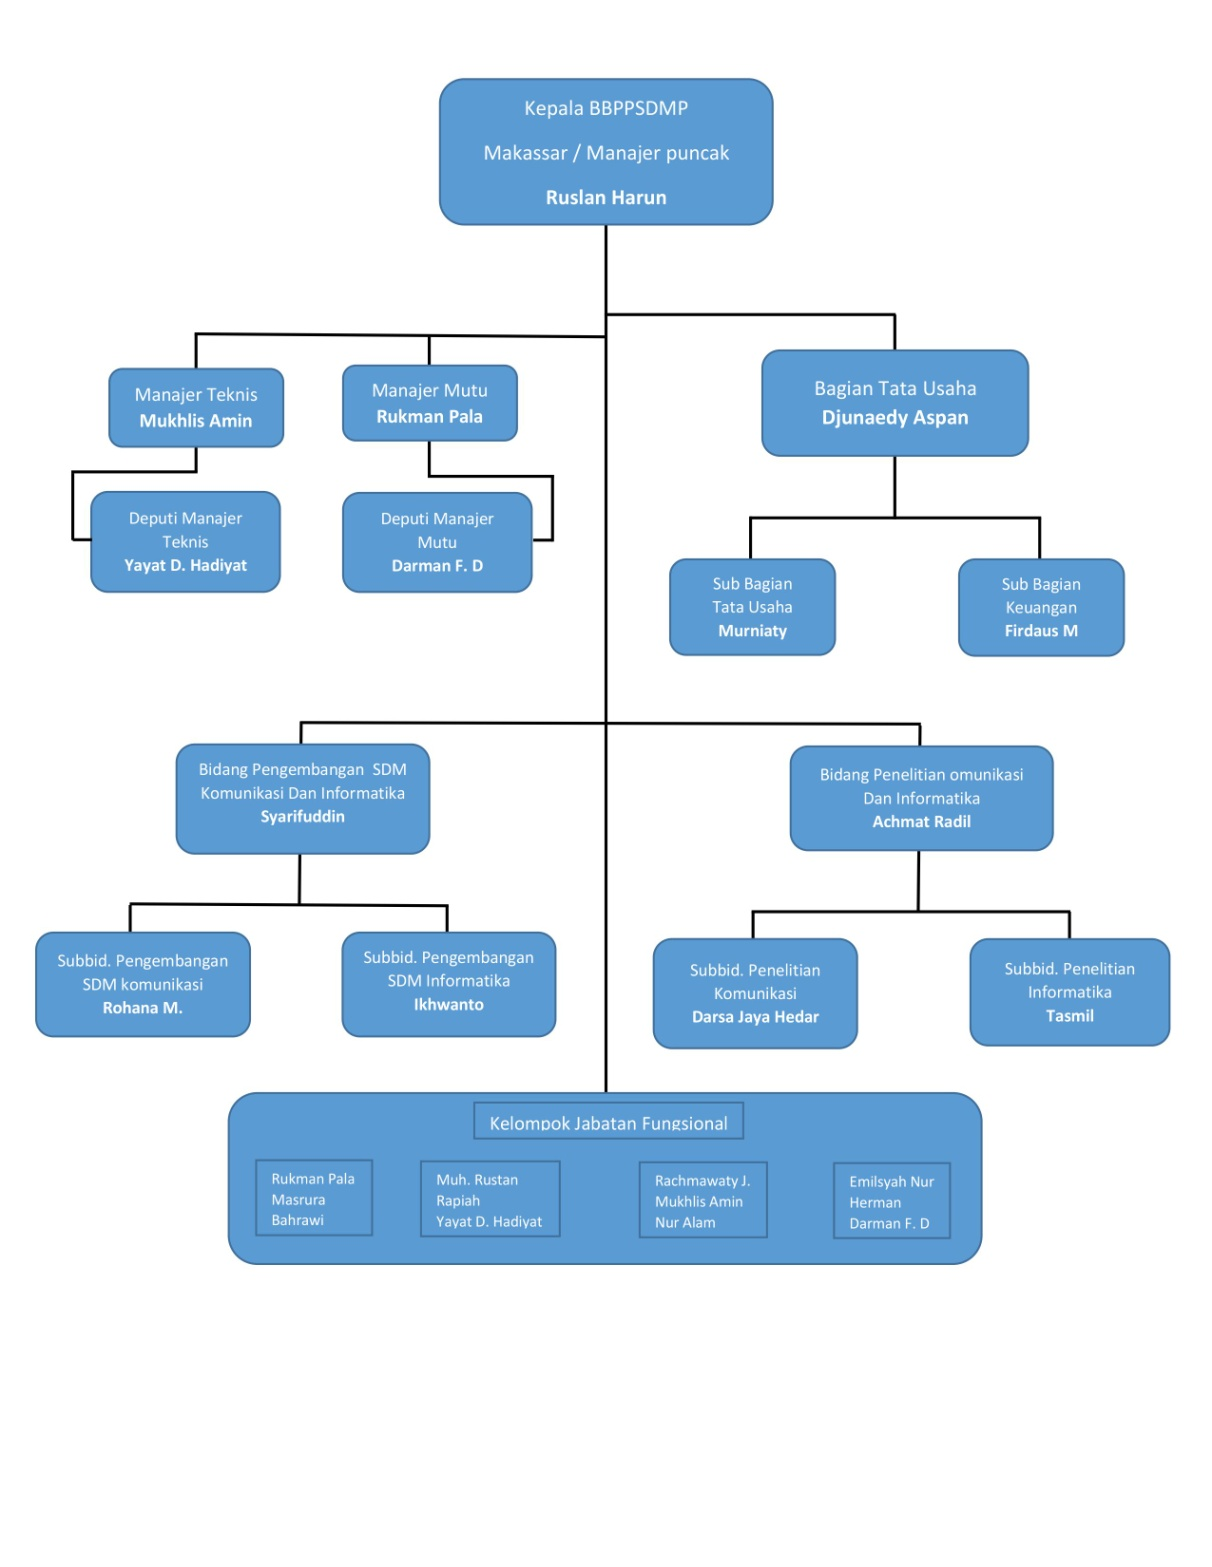 Kepala BBPPSDMP
Makassar / Manajer puncak
Ruslan Harun
Manajer Teknis
Mukhlis Amin
Manajer Mutu
Rukman Pala
Bagian Tata Usaha
Djunaedy Aspan
Deputi Manajer
Teknis
Yayat D. Hadiyat
Deputi Manajer
Mutu
Darman F. D
Sub Bagian
Tata Usaha
Murniaty
Sub Bagian
Keuangan
Firdaus M
Bidang Pengembangan  SDM
Komunikasi Dan Informatika
Syarifuddin
Bidang Penelitian omunikasi
Dan Informatika
Achmat Radil
Subbid. Pengembangan
SDM komunikasi
Rohana M.
Subbid. Pengembangan
SDM Informatika
Ikhwanto
Subbid. Penelitian
Komunikasi
Darsa Jaya Hedar
Subbid. Penelitian
Informatika
Tasmil
Kelompok Jabatan Fungsional
Rukman Pala
Masrura
Bahrawi
Muh. Rustan
Rapiah
Yayat D. Hadiyat
Rachmawaty J.
Mukhlis Amin
Nur Alam
Emilsyah Nur
Herman
Darman F. D